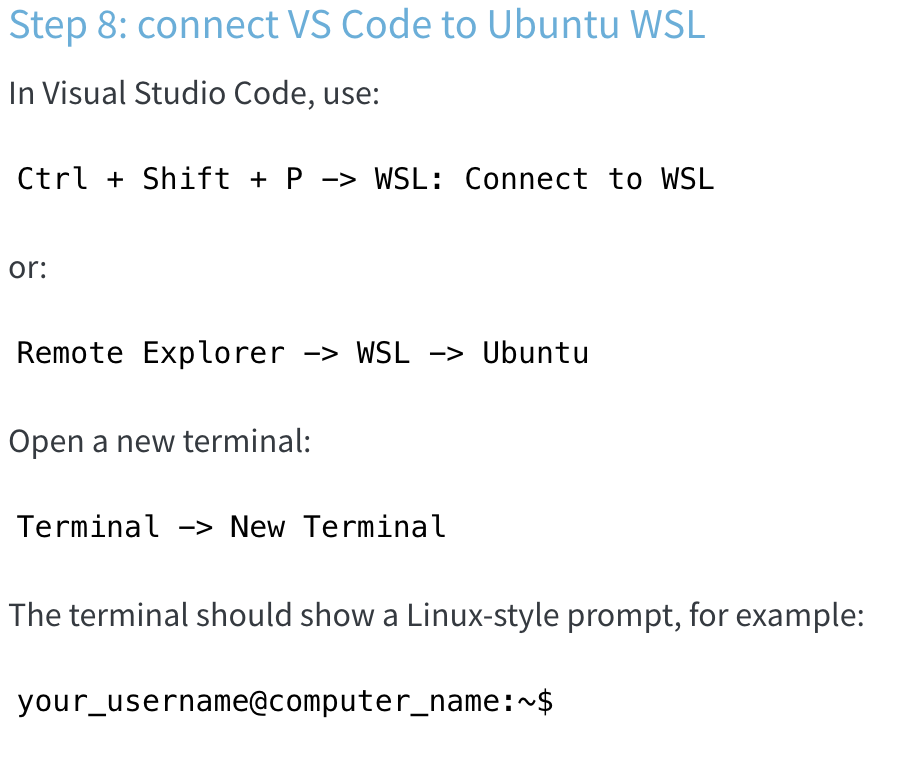 Step 8: connect VS Code to Ubuntu WSL
In Visual Studio Code, use:
Ctrl + Shift + P -> WSL: Connect to WSL
or:
Remote Explorer -> WSL -> Ubuntu
Open a new terminal:
Terminal -> New Terminal
The terminal should show a Linux-style prompt, for example:
your_username@computer_name:~$